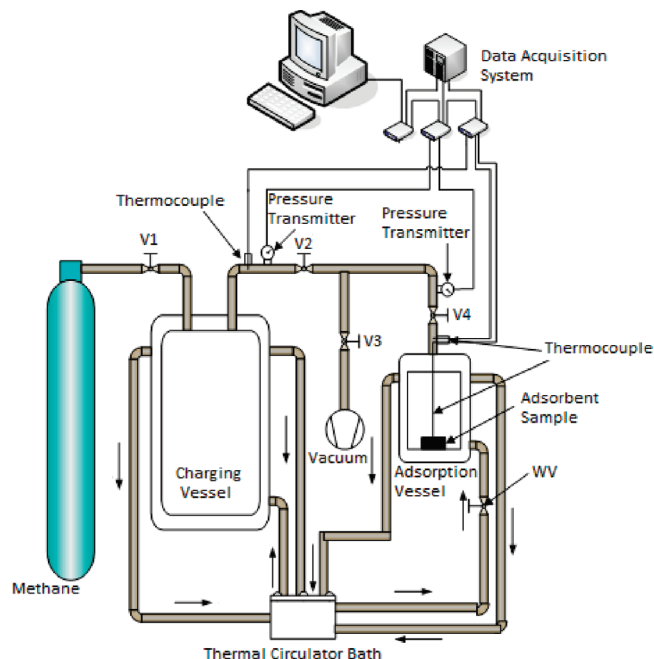 Data Acquisition
System
Thermocouple
Pressure
Transmitter
Pressure
Transmitter
V1
V2
V4
V3
Thermocouple
Adsorbent
Sample
Charging
Vessel
Vacuum
Adsorption
Vessel
WV
Methane
Thermal Circulator Bath